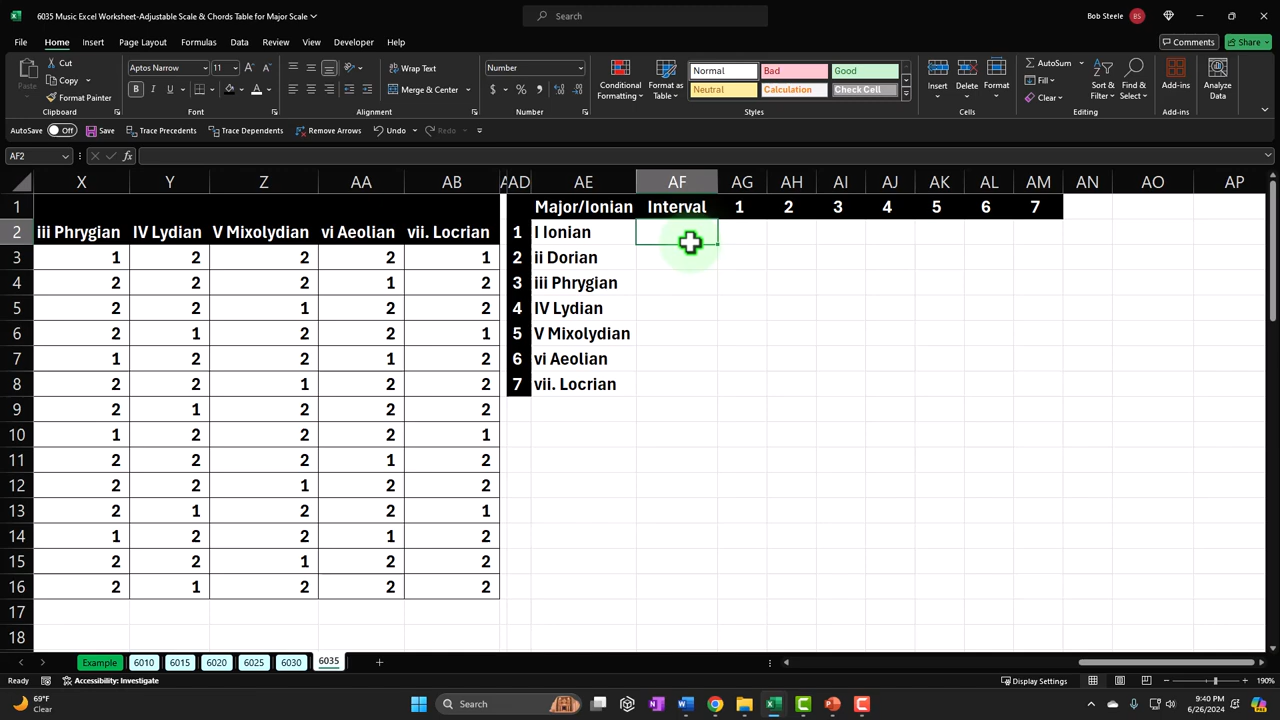 6035 Music Excel Worksheet-Adjustable Scale & Chords Table for Major Scale
Search
Bob Steele
BS
File Home Insert Page Layout Formulas Data Review View Developer Help
Comments
Share
Cut
Copy
Format Painter
Paste
Clipboard
Aptos Narrow
11
Font
Wrap Text
Merge & Center
Alignment
Number
Number
Conditional Formatting
Format as Table
Normal Bad Good
Neutral Calculation Check Cell
Styles
Insert Delete Format
Cells
AutoSum
Fill
Clear
Sort & Filter
Find & Select
Editing
Add-ins
Add-ins
Analyze Data
AutoSave Off Save Trace Precedents Trace Dependents Remove Arrows Undo Redo
AF2
fx
X Y Z AA AB AD AE AF AG AH AI AJ AK AL AM AN AO AP
1 Major/Ionian Interval 1 2 3 4 5 6 7
2 iii Phrygian IV Lydian V Mixolydian vi Aeolian vii. Locrian 1 I Ionian
3 1 2 2 2 1 2 ii Dorian
4 2 2 2 1 2 3 iii Phrygian
5 2 2 1 2 2 4 IV Lydian
6 2 1 2 2 1 5 V Mixolydian
7 1 2 2 1 2 6 vi Aeolian
8 2 2 1 2 2 7 vii. Locrian
9 2 1 2 2 2
10 1 2 2 2 1
11 2 2 2 1 2
12 2 2 1 2 2
13 2 1 2 2 1
14 1 2 2 1 2
15 2 2 1 2 2
16 2 1 2 2 2
17
18
Example 6010 6015 6020 6025 6030 6035
Ready
Accessibility: Investigate
Display Settings
190%
69°F
Clear
Search
9:40 PM
6/26/2024